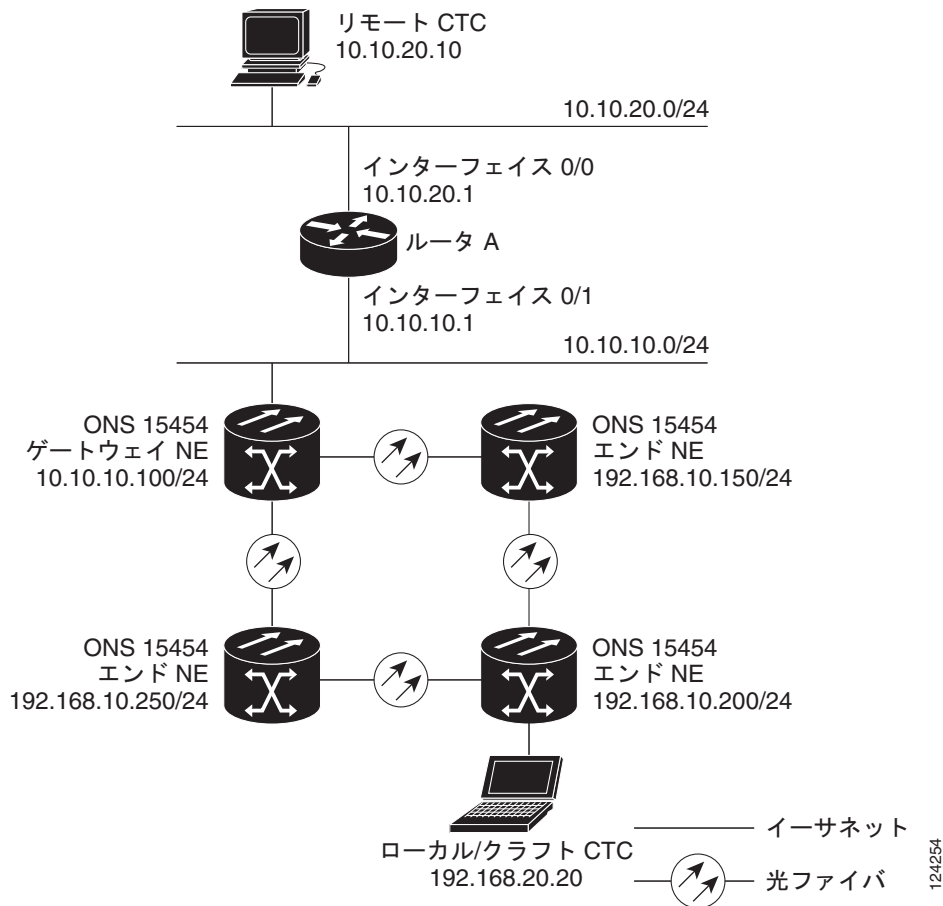 リモート CTC
10.10.20.10
10.10.20.0/24
インターフェイス 0/0
10.10.20.1
ルータ A
インターフェイス 0/1
10.10.10.1
10.10.10.0/24
ONS 15454
ゲートウェイ NE
10.10.10.100/24
ONS 15454
エンド NE
192.168.10.150/24
ONS 15454
エンド NE
192.168.10.250/24
ONS 15454
エンド NE
192.168.10.200/24
ローカル/クラフト CTC
192.168.20.20
イーサネット
光ファイバ
124254